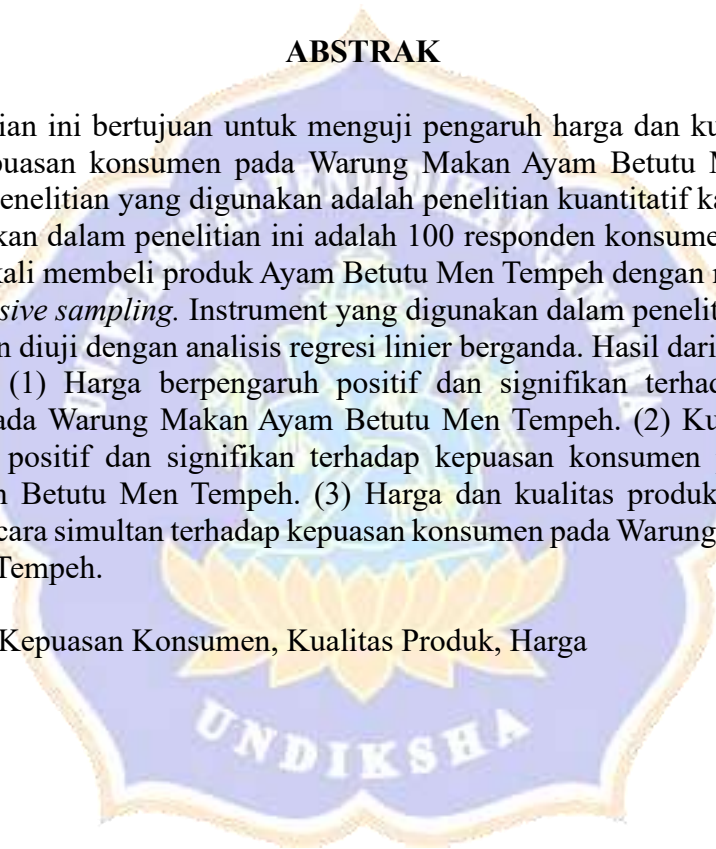 ABSTRAK
ian ini bertujuan untuk menguji pengaruh harga dan ku
puasan konsumen pada Warung Makan Ayam Betutu M
enelitian yang digunakan adalah penelitian kuantitatif ka
kan dalam penelitian ini adalah 100 responden konsume
kali membeli produk Ayam Betutu Men Tempeh dengan m
sive sampling. Instrument yang digunakan dalam penelit
n diuji dengan analisis regresi linier berganda. Hasil dari
(1) Harga berpengaruh positif dan signifikan terhad
ada Warung Makan Ayam Betutu Men Tempeh. (2) Ku
positif dan signifikan terhadap kepuasan konsumen
n Betutu Men Tempeh. (3) Harga dan kualitas produk
cara simultan terhadap kepuasan konsumen pada Warung
Tempeh.
Kepuasan Konsumen, Kualitas Produk, Harga
UNDIKSHA